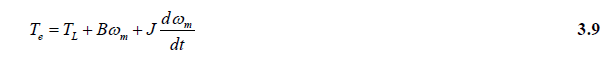 T_e = T_L + Bω_m + J dω_m/dt 3.9